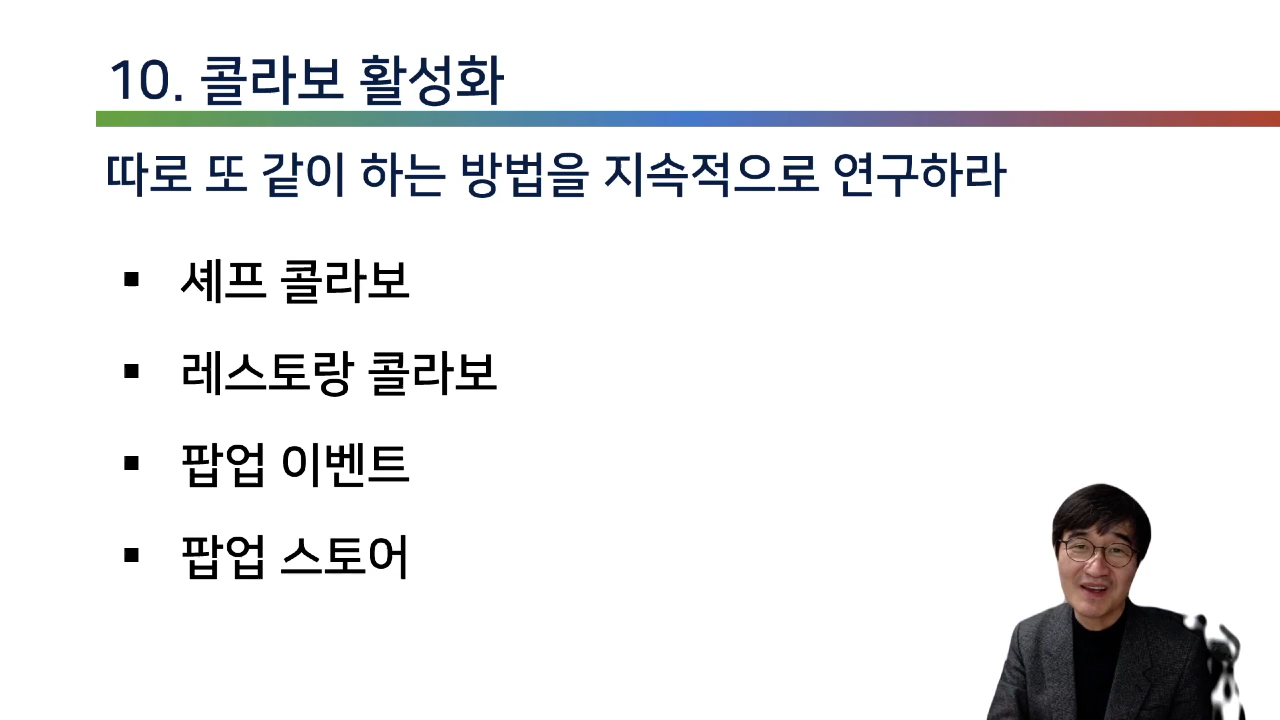 10. 콜라보 활성화
따로 또 같이 하는 방법을 지속적으로 연구하라
▪ 셰프 콜라보
▪ 레스토랑 콜라보
▪ 팝업 이벤트
▪ 팝업 스토어